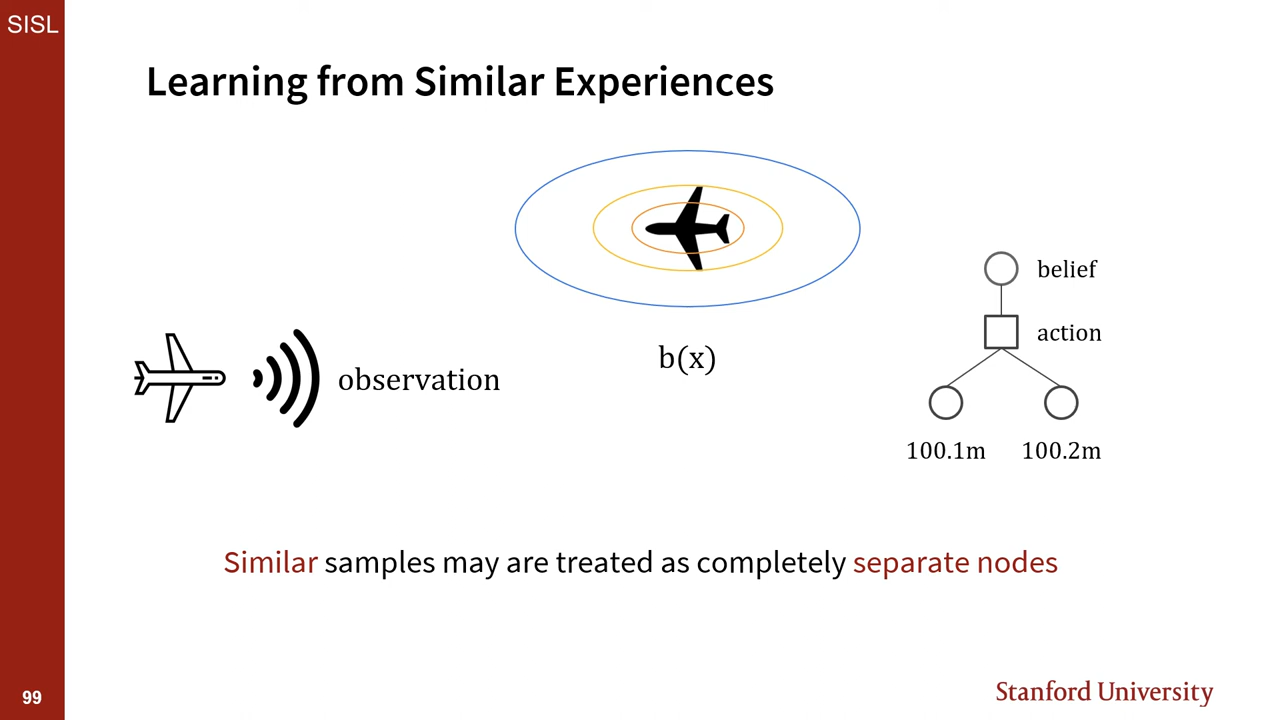 SISL
Learning from Similar Experiences
belief
action
b(x)
observation
100.1m 100.2m
Similar samples may are treated as completely separate nodes
99
Stanford University